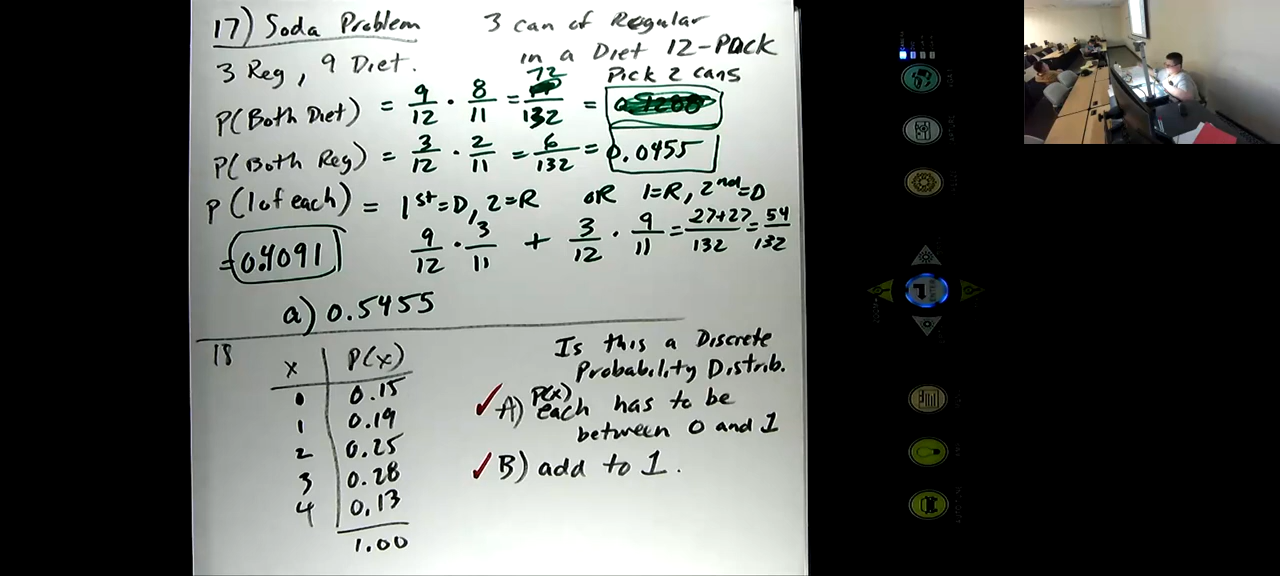 17) Soda Problem
3 can of Regular
in a Diet 12-Pack
3 Reg, 9 Diet.
Pick 2 cans
P(Both Diet) = 9/12 · 8/11 = 72/132 =
P(Both Reg) = 3/12 · 2/11 = 6/132 = 0.0455
P(1 of each) = 1st=D, 2=R OR 1=R, 2nd=D
= 0.4091
9/12 · 3/11 + 3/12 · 9/11 = 27+27/132 = 54/132
a) 0.5455
18
x P(x)
0 0.15
1 0.19
2 0.25
3 0.28
4 0.13
1.00
Is this a Discrete
Probability Distrib.
✓ A) P(x) each has to be
between 0 and 1
✓ B) add to 1.
ENTER